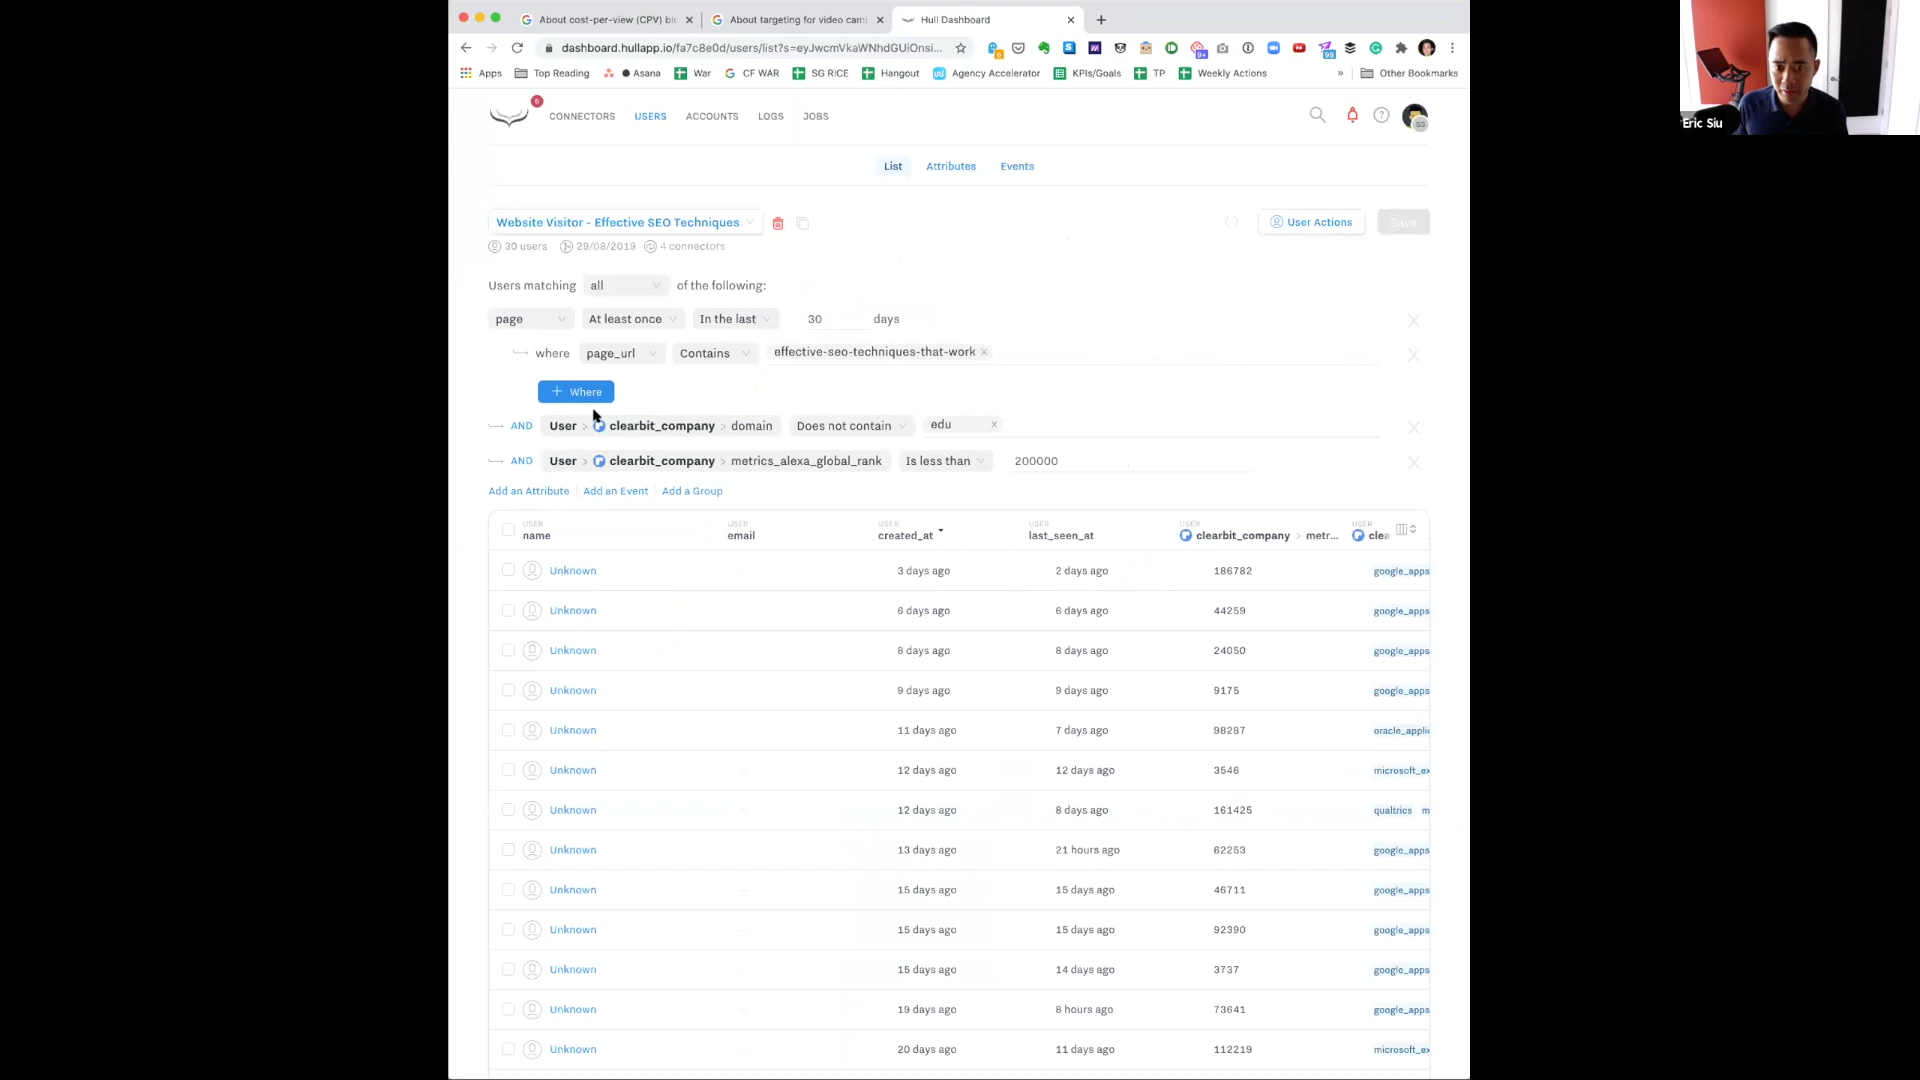 About cost-per-view (CPV) bi
About targeting for video cam
Hull Dashboard
dashboard.hullapp.io/fa7c8e0d/users/list?s=eyJwcmVkaWNhdGUiOnsi...
Apps
Top Reading
Asana
War
CF WAR
SG RICE
Hangout
Agency Accelerator
KPIs/Goals
TP
Weekly Actions
»
Other Bookmarks
Eric Siu
6
CONNECTORS
USERS
ACCOUNTS
LOGS
JOBS
SG
List
Attributes
Events
Website Visitor - Effective SEO Techniques
User Actions
Save
30 users
29/08/2019
4 connectors
Users matching all of the following:
page At least once In the last 30 days
where page_url Contains effective-seo-techniques-that-work ×
+ Where
AND User > clearbit_company > domain Does not contain edu ×
AND User > clearbit_company > metrics_alexa_global_rank Is less than 200000
Add an Attribute
Add an Event
Add a Group
USER name
USER email
USER created_at
USER last_seen_at
USER clearbit_company > metr...
USER clea
Unknown 3 days ago 2 days ago 186782 google_apps
Unknown 6 days ago 6 days ago 44259 google_apps
Unknown 8 days ago 8 days ago 24050 google_apps
Unknown 9 days ago 9 days ago 9175 google_apps
Unknown 11 days ago 7 days ago 98287 oracle_applic
Unknown 12 days ago 12 days ago 3546 microsoft_ex
Unknown 12 days ago 8 days ago 161425 qualtrics m
Unknown 13 days ago 21 hours ago 62253 google_apps
Unknown 15 days ago 15 days ago 46711 google_apps
Unknown 15 days ago 15 days ago 92390 google_apps
Unknown 15 days ago 14 days ago 3737 google_apps
Unknown 19 days ago 8 hours ago 73641 google_apps
Unknown 20 days ago 11 days ago 112219 microsoft_ex